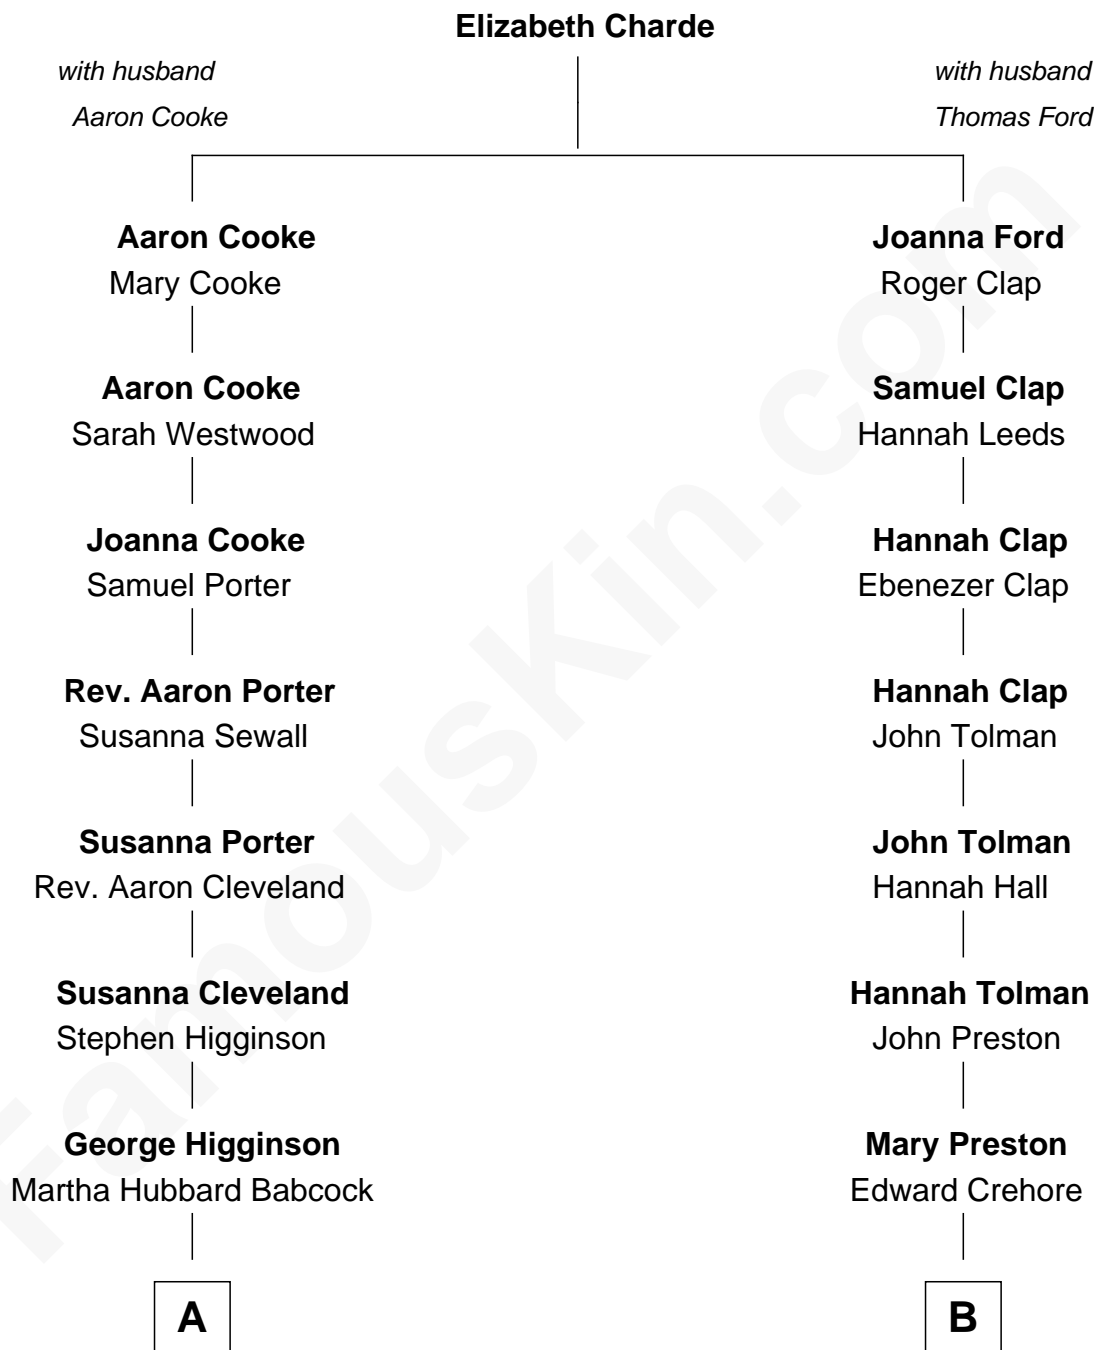 Elizabeth Charde
with husband
Aaron Cooke
with husband
Thomas Ford
Aaron Cooke
Mary Cooke
Joanna Ford
Roger Clap
Aaron Cooke
Sarah Westwood
Samuel Clap
Hannah Leeds
Joanna Cooke
Samuel Porter
Hannah Clap
Ebenezer Clap
Rev. Aaron Porter
Susanna Sewall
Hannah Clap
John Tolman
Susanna Porter
Rev. Aaron Cleveland
John Tolman
Hannah Hall
Susanna Cleveland
Stephen Higginson
Hannah Tolman
John Preston
George Higginson
Martha Hubbard Babcock
Mary Preston
Edward Crehore
A
B
FamousKin.com